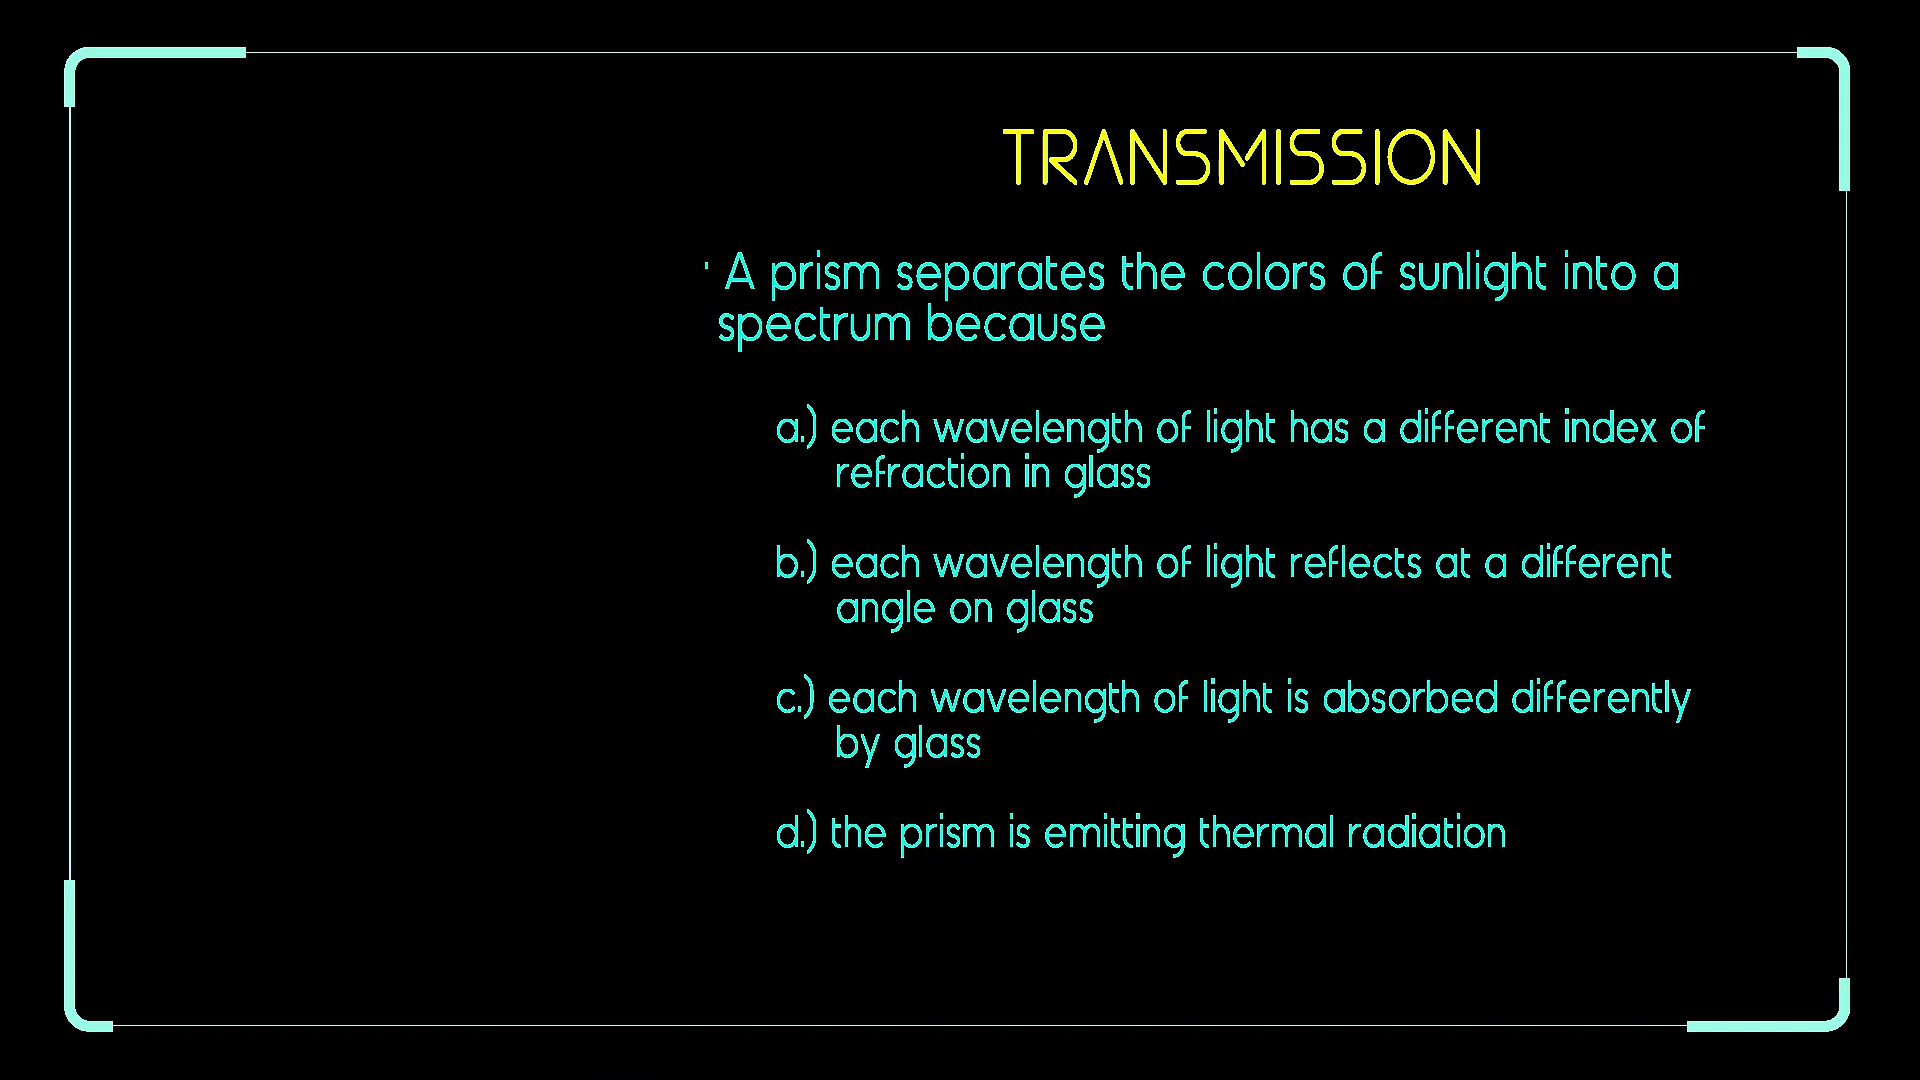 TRANSMISSION
· A prism separates the colors of sunlight into a
spectrum because
a.) each wavelength of light has a different index of
refraction in glass
b.) each wavelength of light reflects at a different
angle on glass
c.) each wavelength of light is absorbed differently
by glass
d.) the prism is emitting thermal radiation